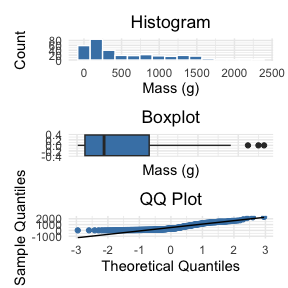 Histogram
Count
80
0
0 500 1000 1500 2000 2500
Mass (g)
Boxplot
0.4
-0.4
Mass (g)
QQ Plot
Sample Quantiles
2000
1000
0
-1000
-3 -2 -1 0 1 2 3
Theoretical Quantiles